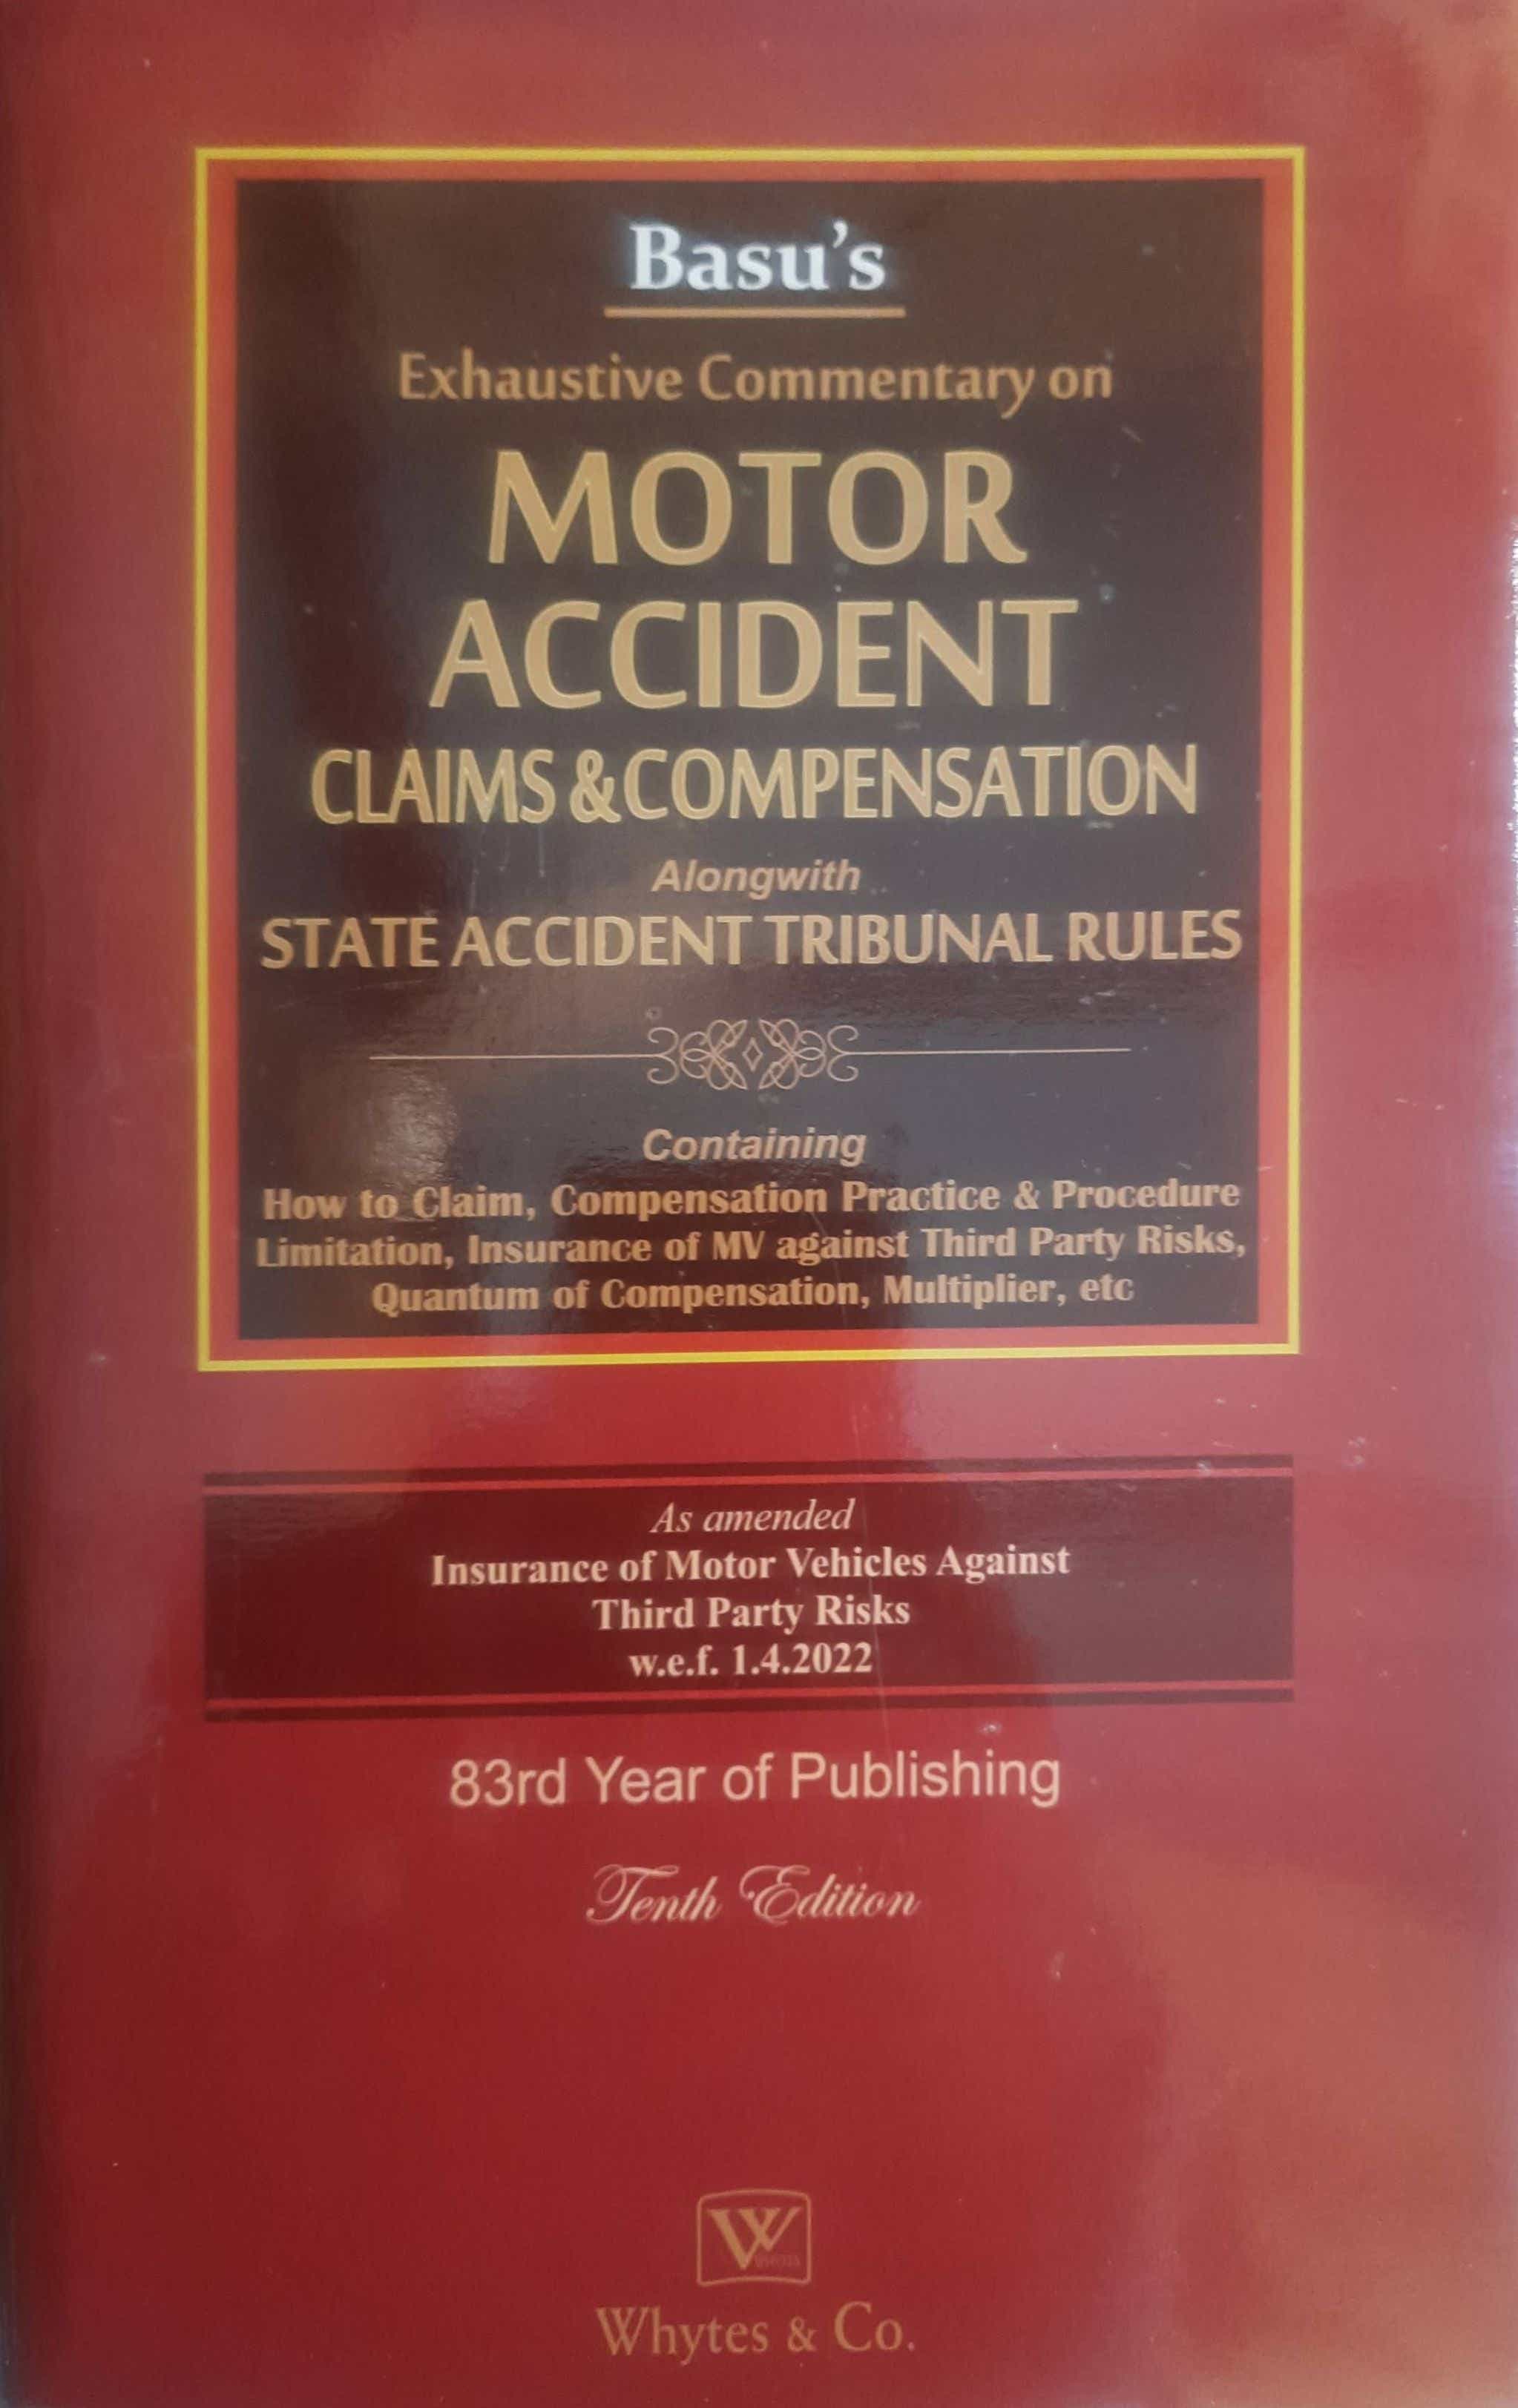 Basu's
Exhaustive Commentary on
MOTOR
ACCIDENT
CLAIMS & COMPENSATION
Alongwith
STATE ACCIDENT TRIBUNAL RULES
Containing
How to Claim, Compensation Practice & Procedure
Limitation, Insurance of MV against Third Party Risks,
Quantum of Compensation, Multiplier, etc
As amended
Insurance of Motor Vehicles Against
Third Party Risks
w.e.f. 1.4.2022
83rd Year of Publishing
Tenth Edition
W
Whytes & Co.